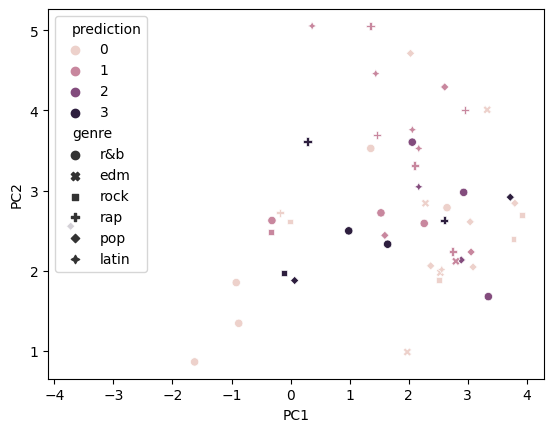 prediction
0
1
2
3
genre
r&b
edm
rock
rap
pop
latin
PC2
5
4
3
2
1
−4 −3 −2 −1 0 1 2 3 4
PC1